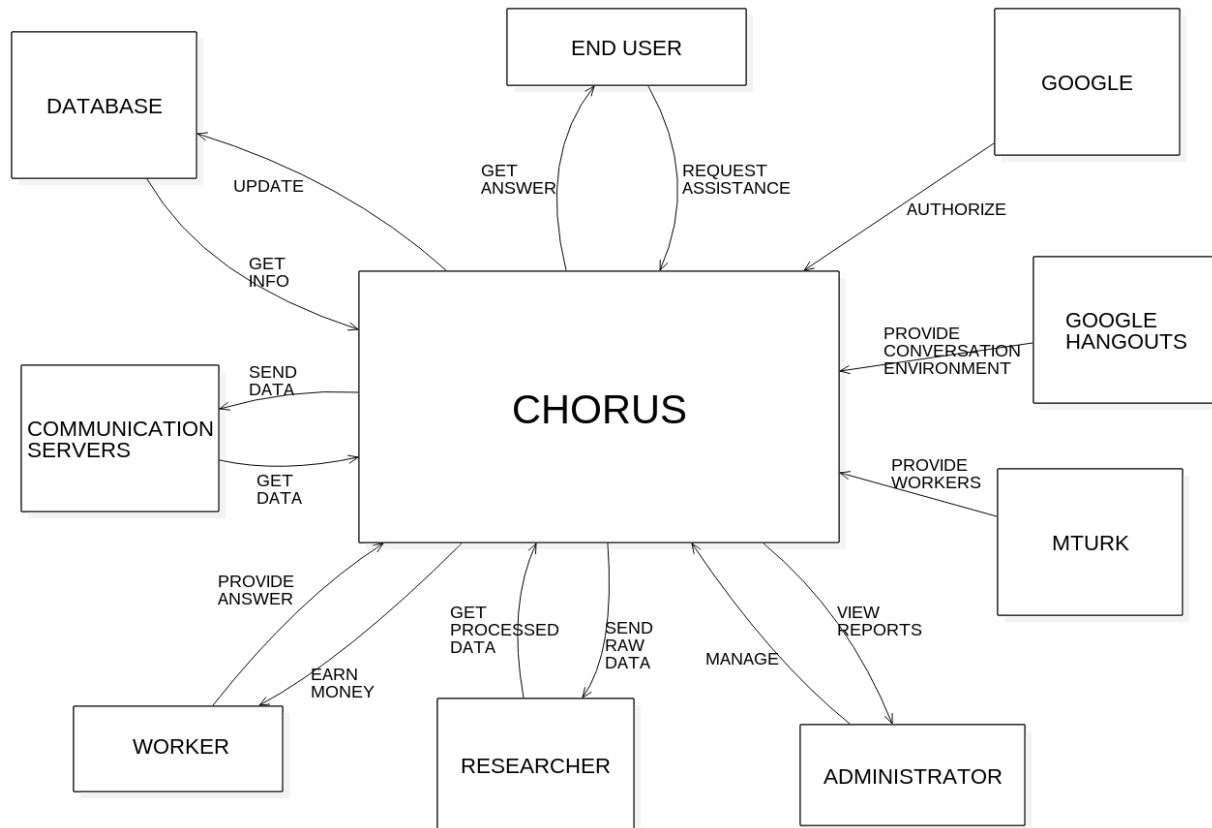 END USER
GOOGLE
DATABASE
GET
ANSWER
REQUEST
ASSISTANCE
UPDATE
AUTHORIZE
GET
INFO
PROVIDE
CONVERSATION
ENVIRONMENT
GOOGLE
HANGOUTS
SEND
DATA
CHORUS
COMMUNICATION
SERVERS
GET
DATA
PROVIDE
WORKERS
MTURK
PROVIDE
ANSWER
GET
PROCESSED
DATA
SEND
RAW
DATA
VIEW
REPORTS
MANAGE
EARN
MONEY
WORKER
RESEARCHER
ADMINISTRATOR